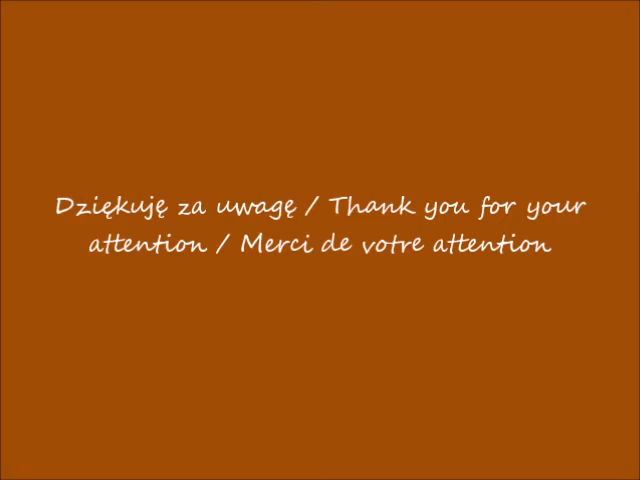 Dziękuję za uwagę / Thank you for your
attention / Merci de votre attention